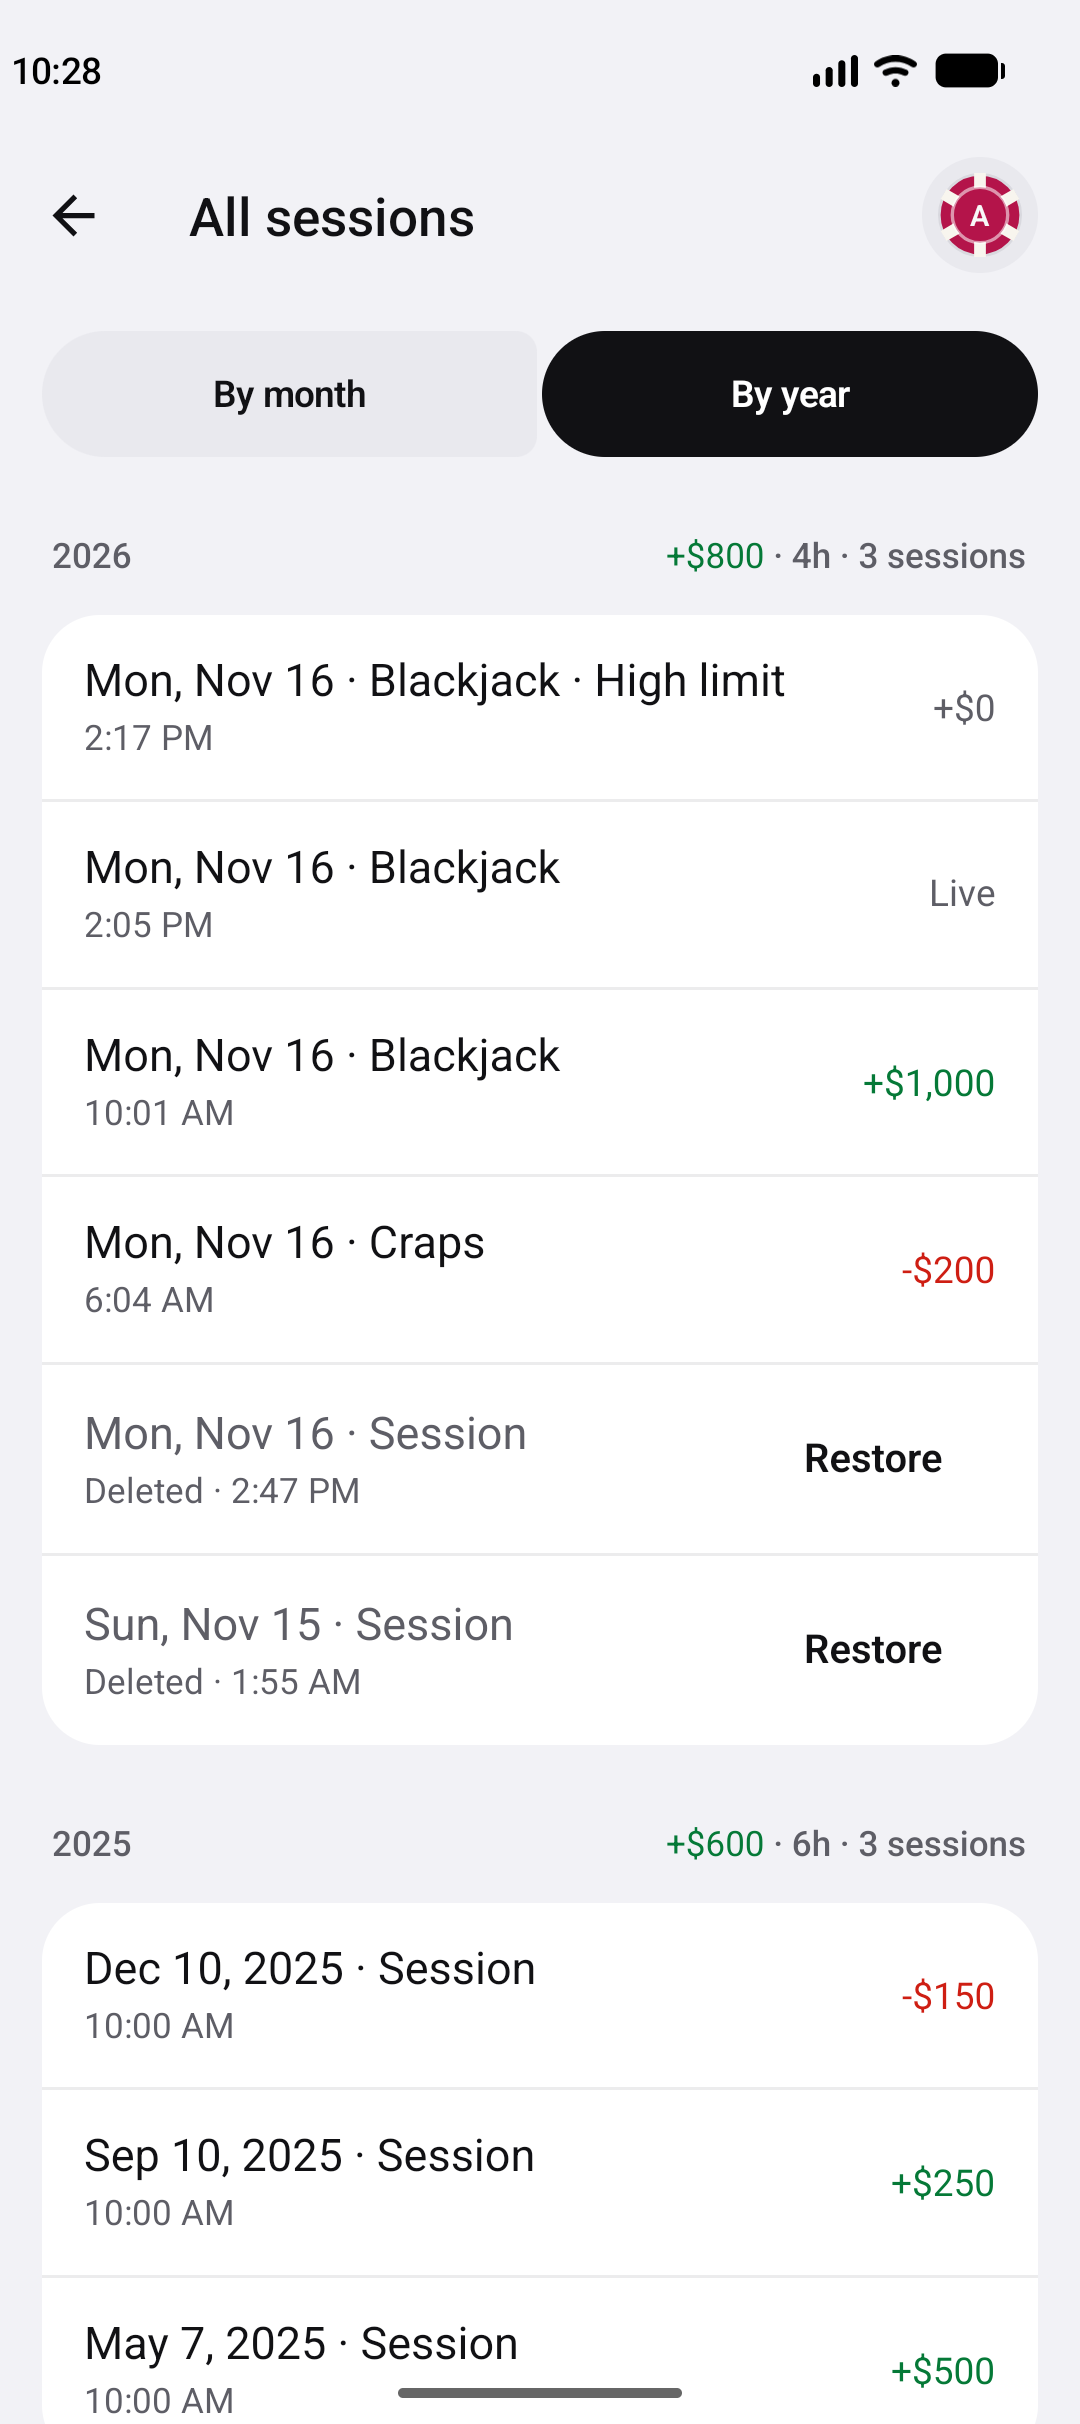 10:28
All sessions
A
By month
By year
2026
+$800 · 4h · 3 sessions
Mon, Nov 16 · Blackjack · High limit
2:17 PM
+$0
Mon, Nov 16 · Blackjack
2:05 PM
Live
Mon, Nov 16 · Blackjack
10:01 AM
+$1,000
Mon, Nov 16 · Craps
6:04 AM
-$200
Mon, Nov 16 · Session
Deleted · 2:47 PM
Restore
Sun, Nov 15 · Session
Deleted · 1:55 AM
Restore
2025
+$600 · 6h · 3 sessions
Dec 10, 2025 · Session
10:00 AM
-$150
Sep 10, 2025 · Session
10:00 AM
+$250
May 7, 2025 · Session
10:00 AM
+$500